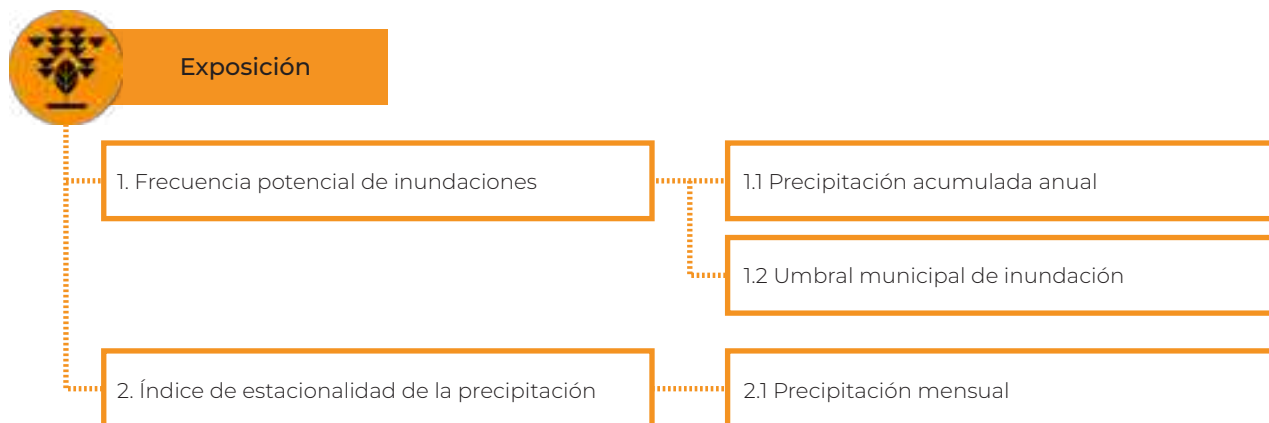 Exposición
1. Frecuencia potencial de inundaciones
1.1 Precipitación acumulada anual
1.2 Umbral municipal de inundación
2. Índice de estacionalidad de la precipitación
2.1 Precipitación mensual